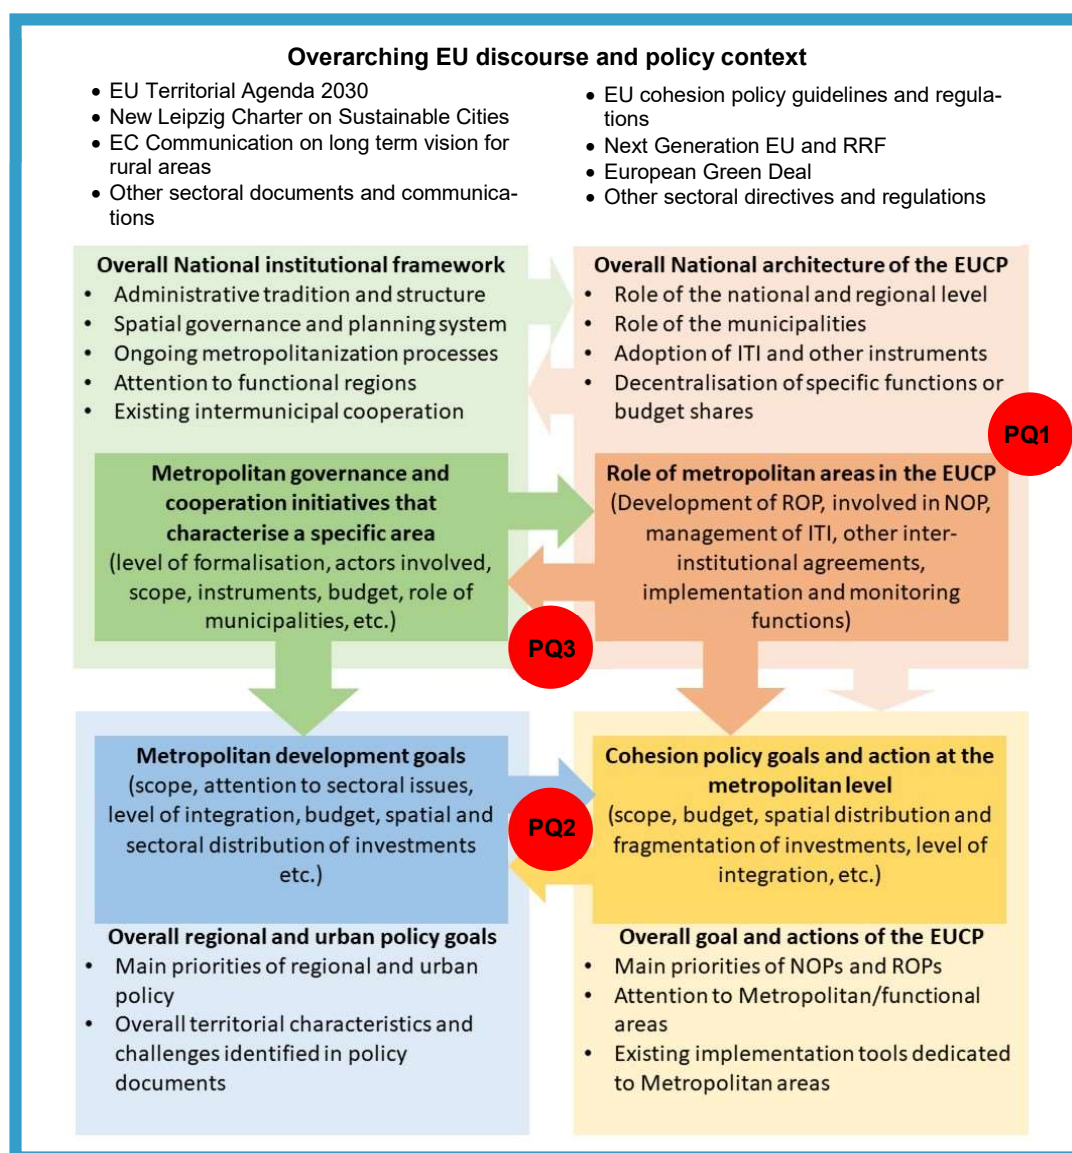 Overarching EU discourse and policy context
• EU Territorial Agenda 2030
• New Leipzig Charter on Sustainable Cities
• EC Communication on long term vision for
rural areas
• Other sectoral documents and communica-
tions
• EU cohesion policy guidelines and regula-
tions
• Next Generation EU and RRF
• European Green Deal
• Other sectoral directives and regulations
Overall National institutional framework
• Administrative tradition and structure
• Spatial governance and planning system
• Ongoing metropolitanization processes
• Attention to functional regions
• Existing intermunicipal cooperation
Overall National architecture of the EUCP
• Role of the national and regional level
• Role of the municipalities
• Adoption of ITI and other instruments
• Decentralisation of specific functions or
budget shares
PQ1
Metropolitan governance and
cooperation initiatives that
characterise a specific area
(level of formalisation, actors involved,
scope, instruments, budget, role of
municipalities, etc.)
Role of metropolitan areas in the EUCP
(Development of ROP, involved in NOP,
management of ITI, other inter-
institutional agreements,
implementation and monitoring
functions)
PQ3
Metropolitan development goals
(scope, attention to sectoral issues,
level of integration, budget, spatial and
sectoral distribution of investments
etc.)
PQ2
Cohesion policy goals and action at the
metropolitan level
(scope, budget, spatial distribution and
fragmentation of investments, level of
integration, etc.)
Overall regional and urban policy goals
• Main priorities of regional and urban
policy
• Overall territorial characteristics and
challenges identified in policy
documents
Overall goal and actions of the EUCP
• Main priorities of NOPs and ROPs
• Attention to Metropolitan/functional
areas
• Existing implementation tools dedicated
to Metropolitan areas